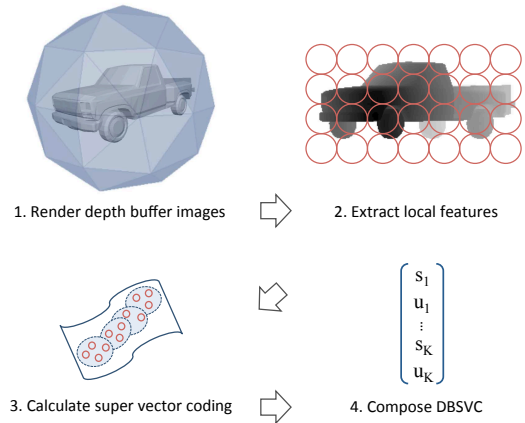 1. Render depth buffer images
2. Extract local features
s1
u1
⋮
sK
uK
3. Calculate super vector coding
4. Compose DBSVC